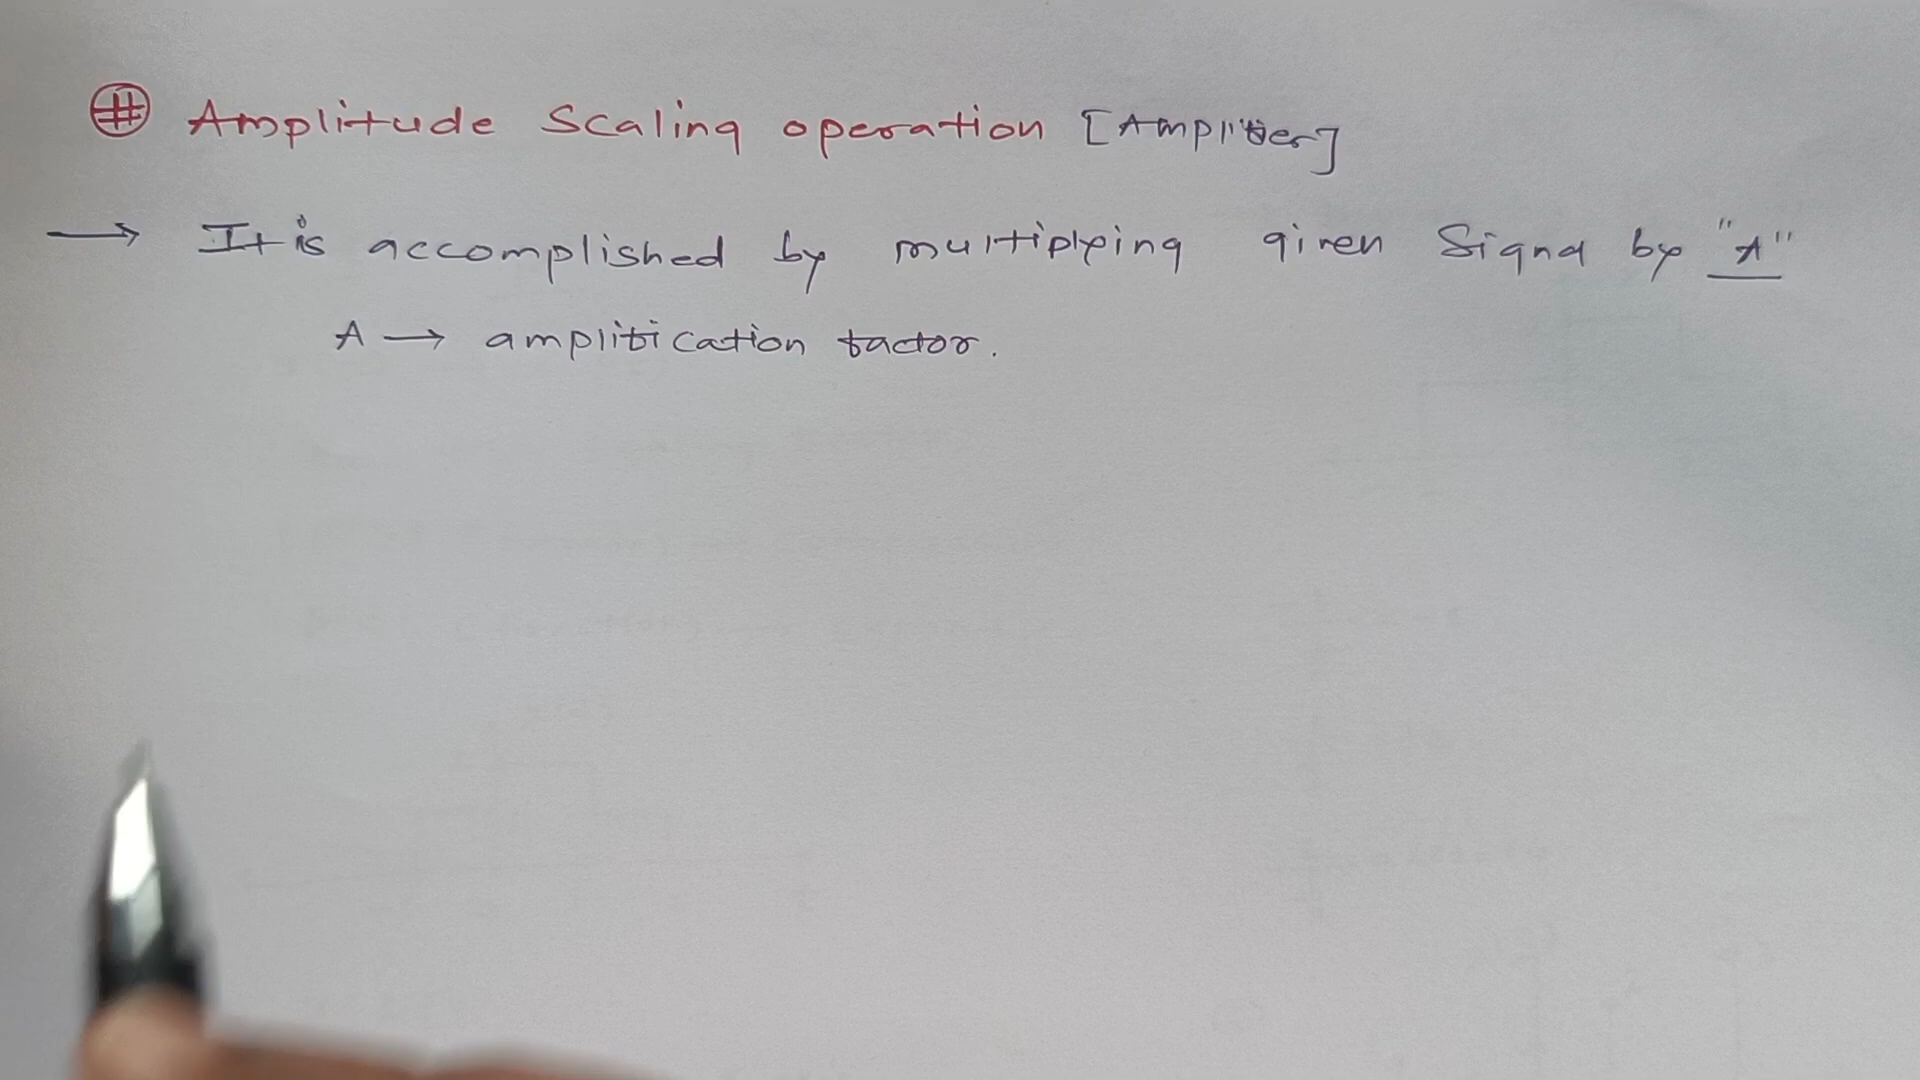 # Amplitude Scaling operation [Amplifier]
→ It is accomplished by multiplying given Signal by "A"
A → amplification factor.